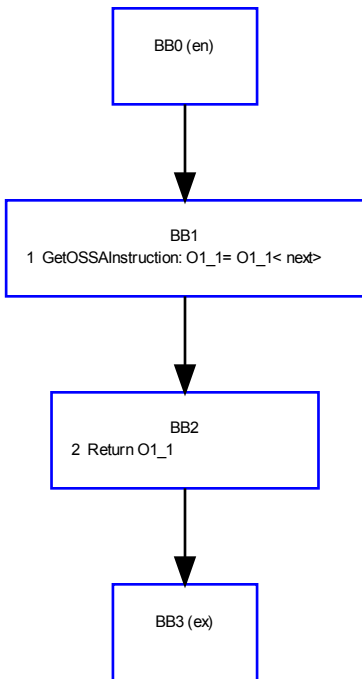 BB0 (en)
BB1
1 GetOSSAInstruction: O1_1= O1_1< next>
BB2
2 Return O1_1
BB3 (ex)